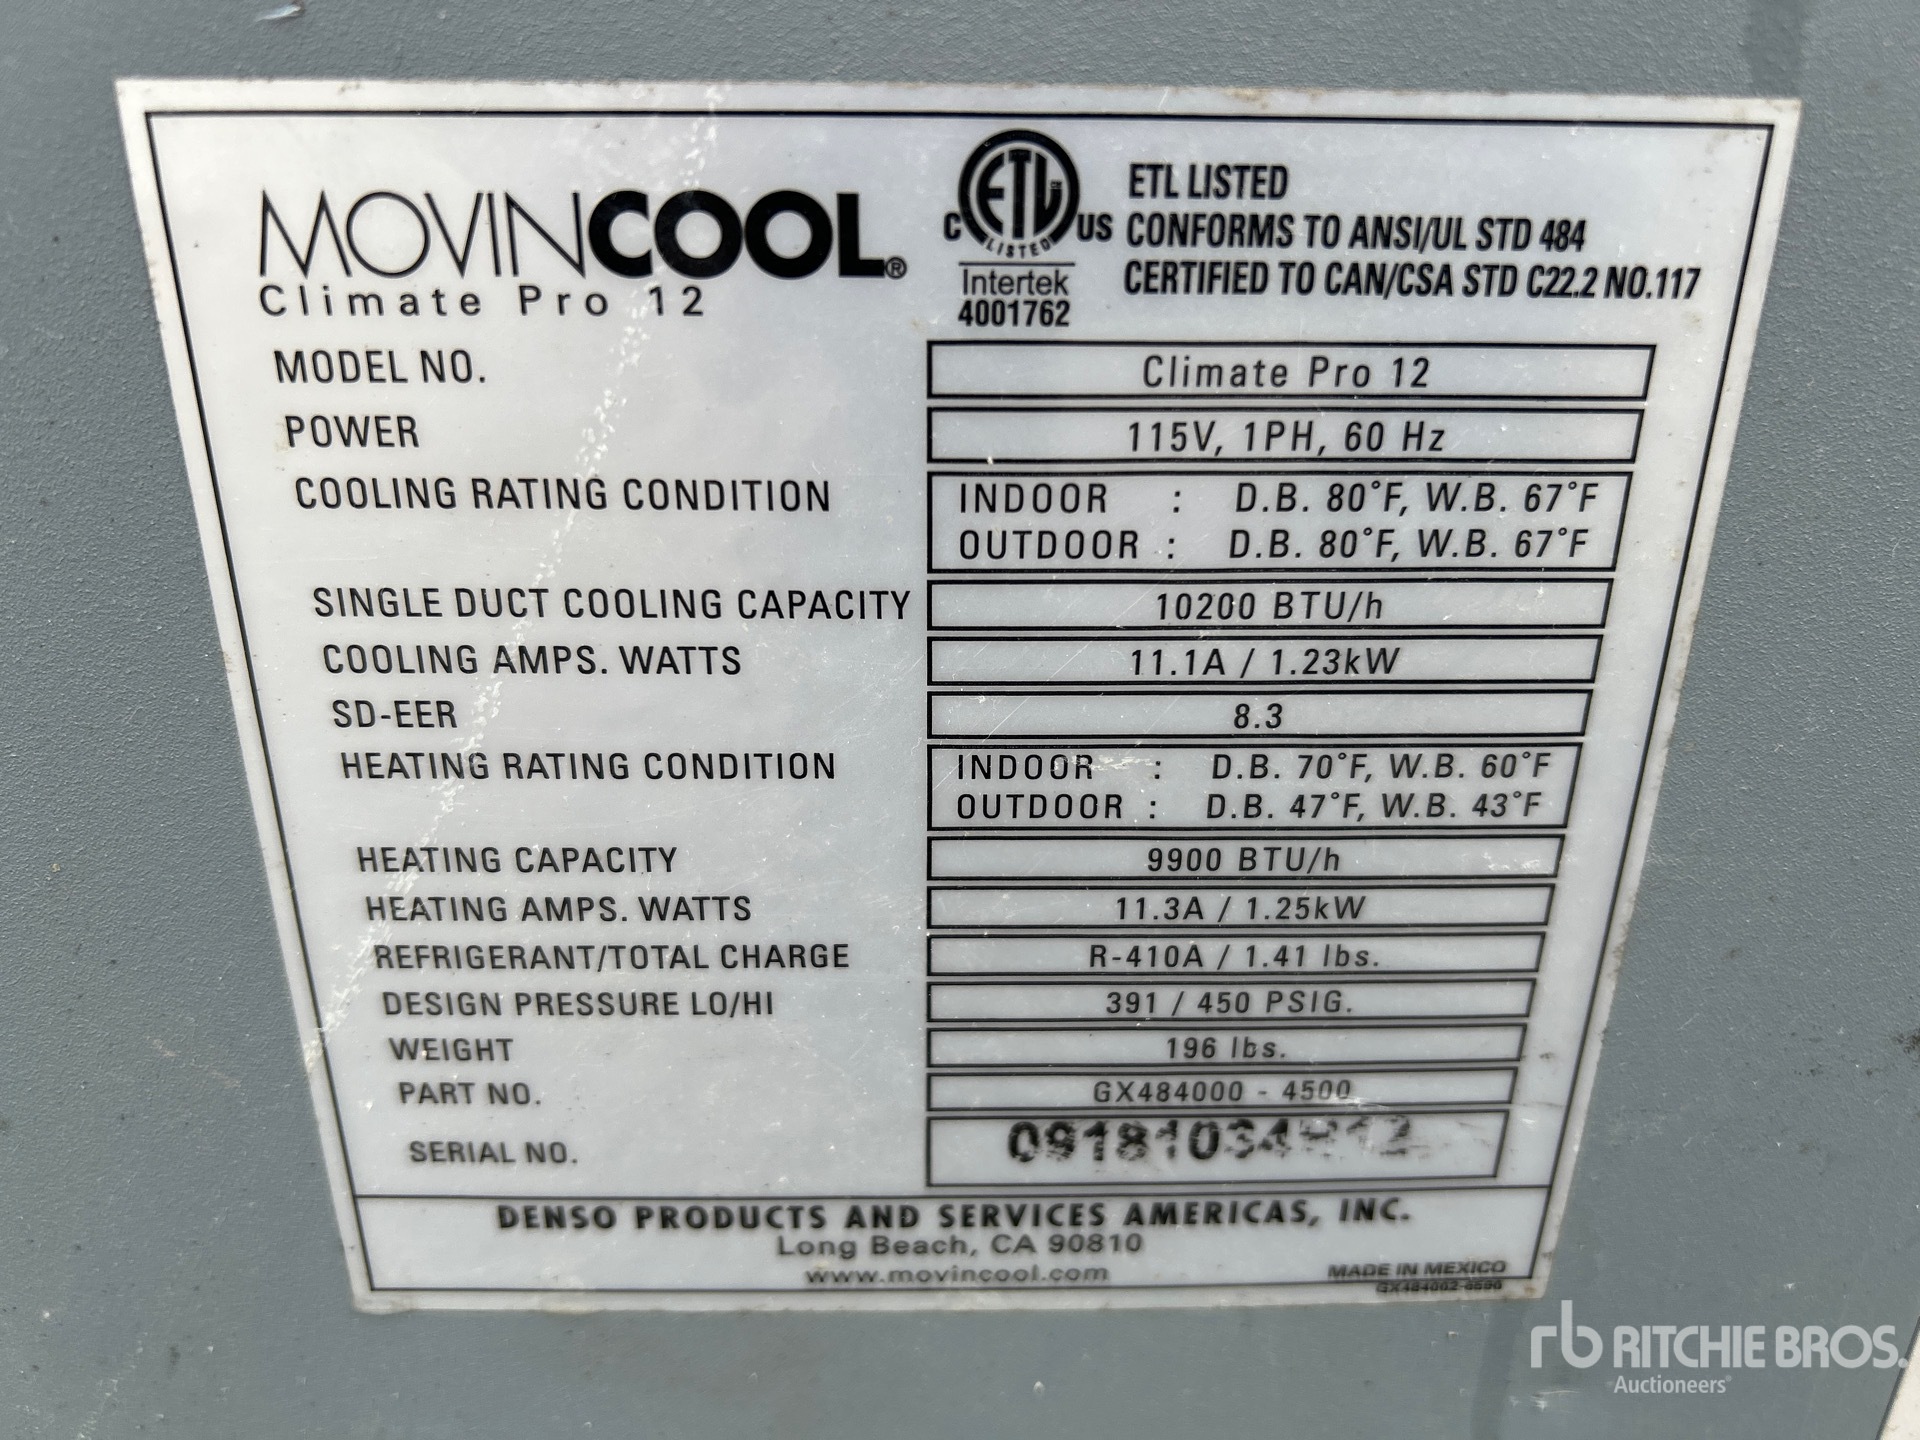 MOVINCOOL®
Climate Pro 12
C ETL US
LISTED
Intertek
4001762
ETL LISTED
CONFORMS TO ANSI/UL STD 484
CERTIFIED TO CAN/CSA STD C22.2 NO.117
MODEL NO. Climate Pro 12
POWER 115V, 1PH, 60 Hz
COOLING RATING CONDITION INDOOR : D.B. 80°F, W.B. 67°F
OUTDOOR : D.B. 80°F, W.B. 67°F
SINGLE DUCT COOLING CAPACITY 10200 BTU/h
COOLING AMPS. WATTS 11.1A / 1.23kW
SD-EER 8.3
HEATING RATING CONDITION INDOOR : D.B. 70°F, W.B. 60°F
OUTDOOR : D.B. 47°F, W.B. 43°F
HEATING CAPACITY 9900 BTU/h
HEATING AMPS. WATTS 11.3A / 1.25kW
REFRIGERANT/TOTAL CHARGE R-410A / 1.41 lbs.
DESIGN PRESSURE LO/HI 391 / 450 PSIG.
WEIGHT 196 lbs.
PART NO. GX484000 - 4500
SERIAL NO.
DENSO PRODUCTS AND SERVICES AMERICAS, INC.
Long Beach, CA 90810
www.movincool.com
MADE IN MEXICO
rb RITCHIE BROS.
Auctioneers